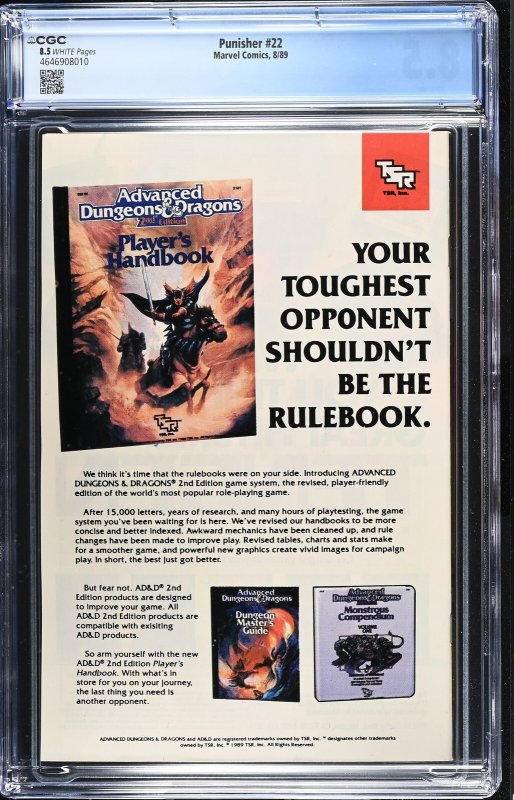 CGC
8.5 WHITE Pages
4646908010
Punisher #22
Marvel Comics, 8/89
TSR
TSR, Inc.
Advanced
Dungeons & Dragons
2nd Edition
Player's
Handbook
TSR
TSR, Inc.
YOUR
TOUGHEST
OPPONENT
SHOULDN'T
BE THE
RULEBOOK.
We think it's time that the rulebooks were on your side. Introducing ADVANCED
DUNGEONS & DRAGONS® 2nd Edition game system, the revised, player-friendly
edition of the world's most popular role-playing game.
After 15,000 letters, years of research, and many hours of playtesting, the game
system you've been waiting for is here. We've revised our handbooks to be more
concise and better indexed. Awkward mechanics have been cleaned up, and rule
changes have been made to improve play. Revised tables, charts and stats make
for a smoother game, and powerful new graphics create vivid images for campaign
play. In short, the best just got better.
But fear not. AD&D® 2nd
Edition products are designed
to improve your game. All
AD&D 2nd Edition products are
compatible with exisiting
AD&D products.
So arm yourself with the new
AD&D® 2nd Edition Player's
Handbook. With what's in
store for you on your journey,
the last thing you need is
another opponent.
Advanced
Dungeons & Dragons
Dungeon
Master's
Guide
Advanced
Dungeons & Dragons
Monstrous
Compendium
VOLUME
ONE
TSR
ADVANCED DUNGEONS & DRAGONS and AD&D are registered trademarks owned by TSR, Inc. ™ designates other trademarks
owned by TSR, Inc. © 1989 TSR, Inc. All Rights Reserved.